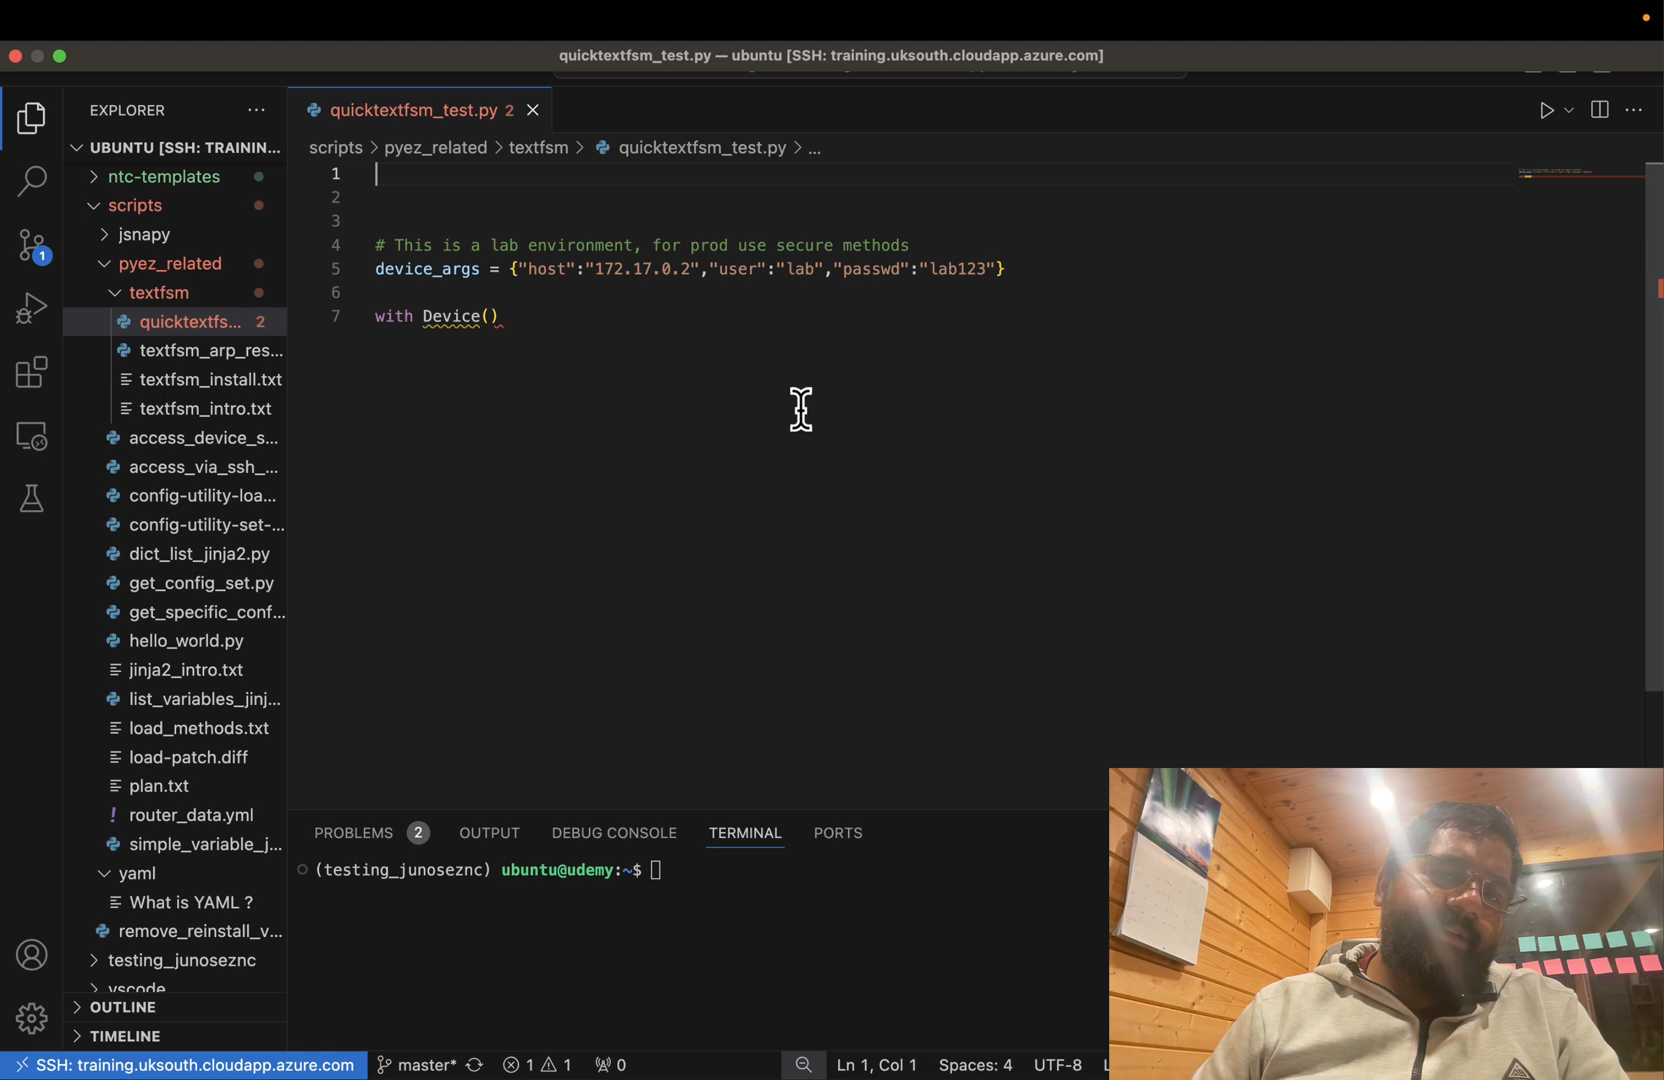 quicktextfsm_test.py — ubuntu [SSH: training.uksouth.cloudapp.azure.com]
EXPLORER
UBUNTU [SSH: TRAININ...
ntc-templates
scripts
jsnapy
pyez_related
textfsm
quicktextfs... 2
textfsm_arp_res...
textfsm_install.txt
textfsm_intro.txt
access_device_s...
access_via_ssh_...
config-utility-loa...
config-utility-set-...
dict_list_jinja2.py
get_config_set.py
get_specific_conf...
hello_world.py
jinja2_intro.txt
list_variables_jinj...
load_methods.txt
load-patch.diff
plan.txt
router_data.yml
simple_variable_j...
yaml
What is YAML ?
remove_reinstall_v...
testing_junoseznc
vscode
OUTLINE
TIMELINE
1
quicktextfsm_test.py 2
scripts > pyez_related > textfsm > quicktextfsm_test.py > ...
1
2
3
4 # This is a lab environment, for prod use secure methods
5 device_args = {"host":"172.17.0.2","user":"lab","passwd":"lab123"}
6
7 with Device()
PROBLEMS 2 OUTPUT DEBUG CONSOLE TERMINAL PORTS
(testing_junoseznc) ubuntu@udemy:~$
SSH: training.uksouth.cloudapp.azure.com master* 1 1 0 Ln 1, Col 1 Spaces: 4 UTF-8